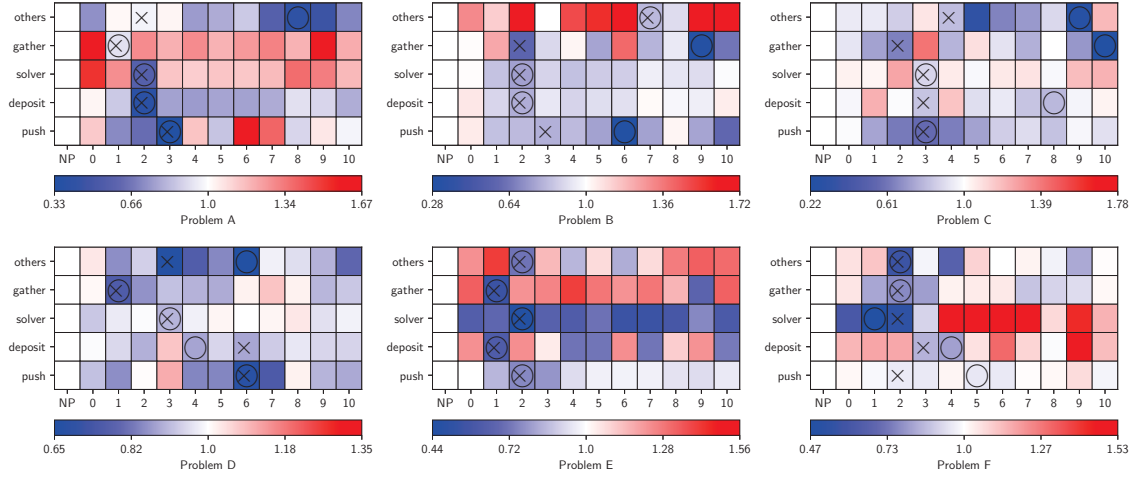 others
gather
solver
deposit
push
NP 0 1 2 3 4 5 6 7 8 9 10
0.33 0.66 1.0 1.34 1.67
Problem A
NP 0 1 2 3 4 5 6 7 8 9 10
0.28 0.64 1.0 1.36 1.72
Problem B
others
gather
solver
deposit
push
NP 0 1 2 3 4 5 6 7 8 9 10
0.22 0.61 1.0 1.39 1.78
Problem C
others
gather
solver
deposit
push
others
gather
solver
deposit
push
NP 0 1 2 3 4 5 6 7 8 9 10
0.65 0.82 1.0 1.18 1.35
Problem D
others
gather
solver
deposit
push
NP 0 1 2 3 4 5 6 7 8 9 10
0.44 0.72 1.0 1.28 1.56
Problem E
others
gather
solver
deposit
push
NP 0 1 2 3 4 5 6 7 8 9 10
0.47 0.73 1.0 1.27 1.53
Problem F